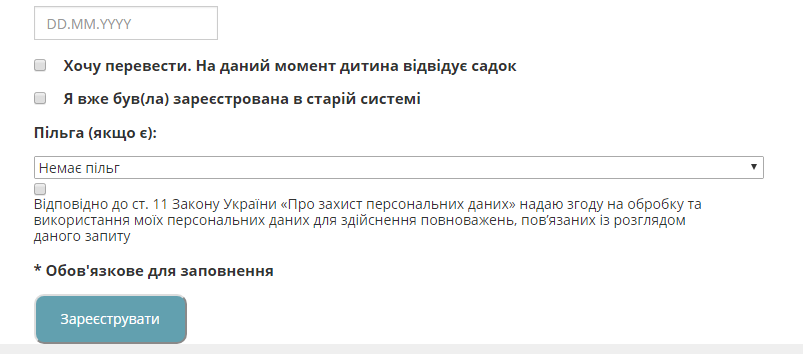 DD.MM.YYYY
Хочу перевести. На даний момент дитина відвідує садок
Я вже був(ла) зареєстрована в старій системі
Пільга (якщо є):
Немає пільг
Відповідно до ст. 11 Закону України «Про захист персональних даних» надаю згоду на обробку та
використання моїх персональних даних для здійснення повноважень, пов’язаних із розглядом
даного запиту
* Обов'язкове для заповнення
Зареєструвати